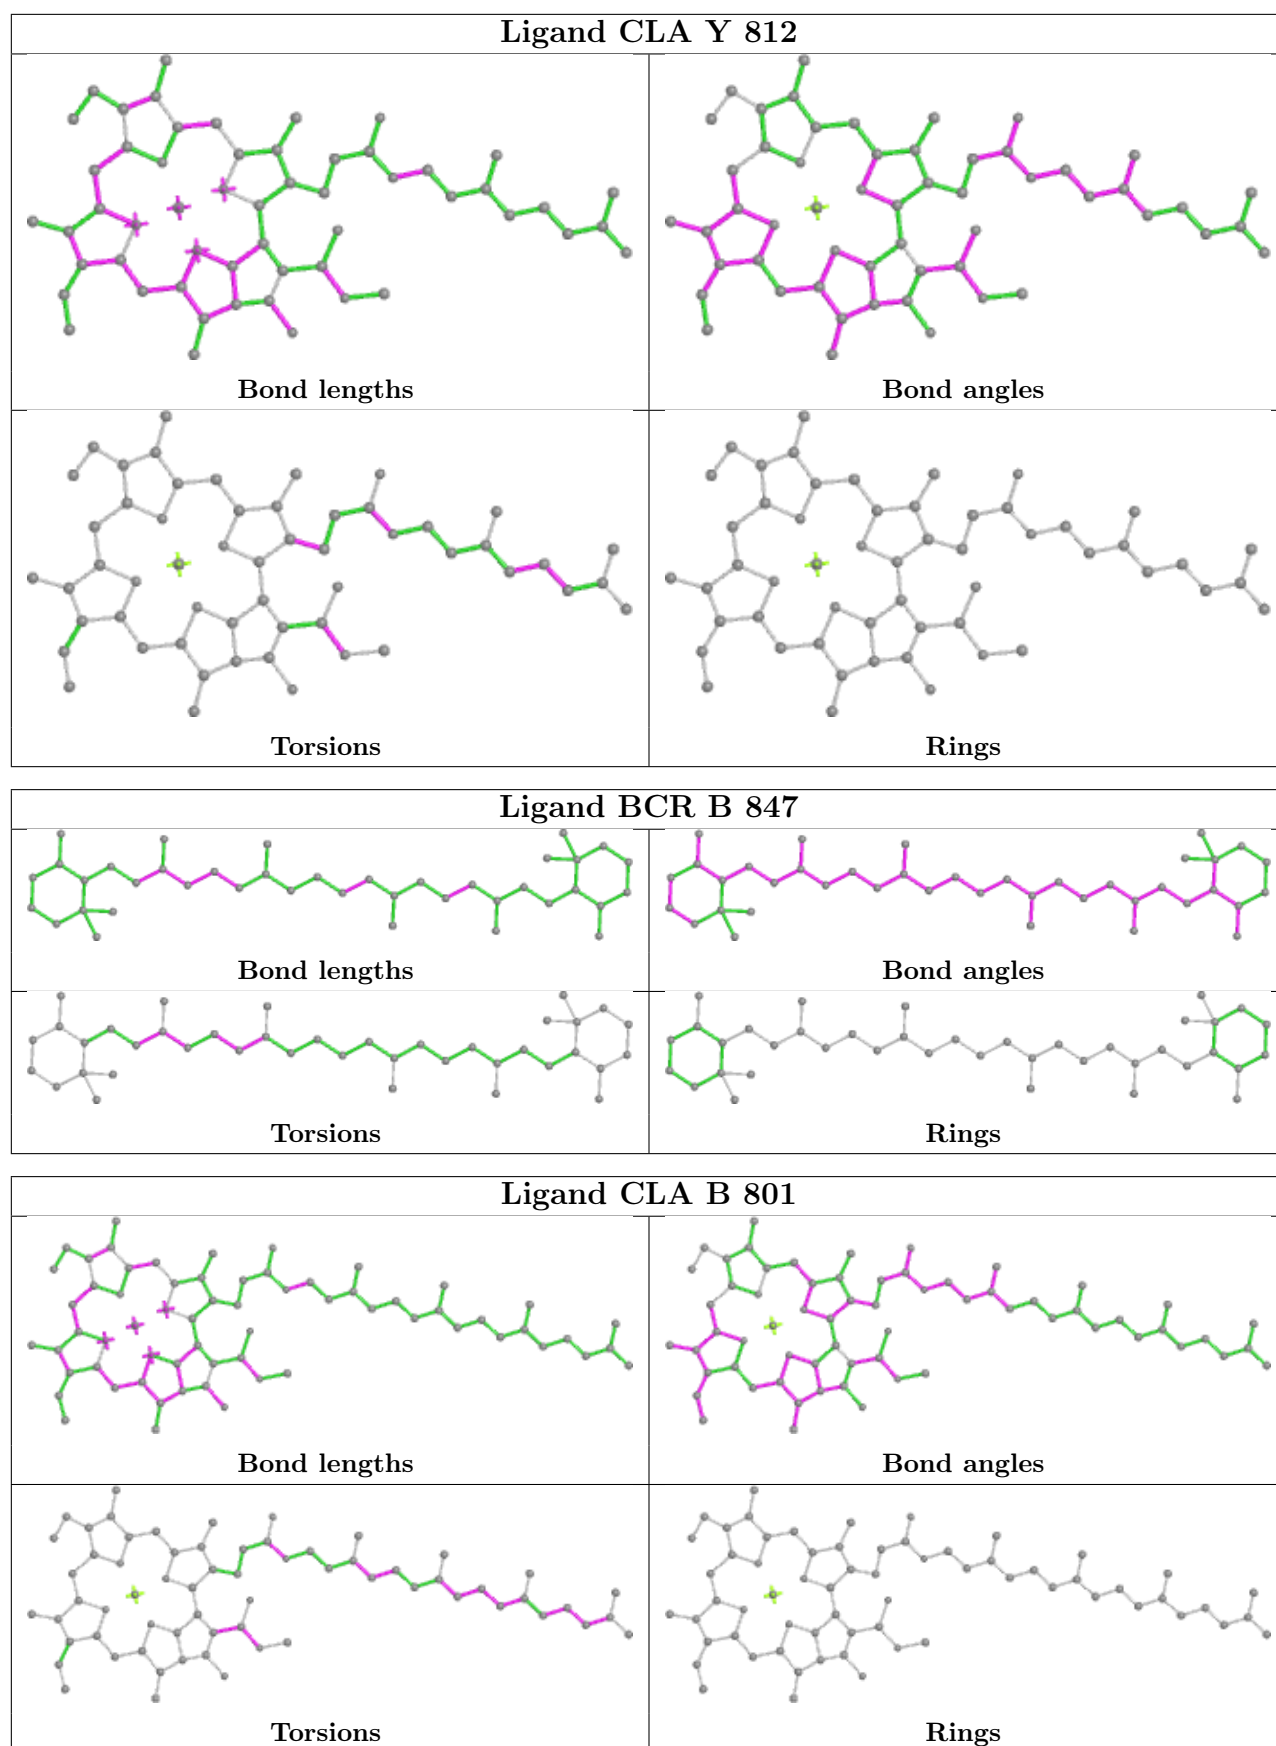 Ligand CLA Y 812
Bond lengths
Bond angles
Torsions
Rings
Ligand BCR B 847
Bond lengths
Bond angles
Torsions
Rings
Ligand CLA B 801
Bond lengths
Bond angles
Torsions
Rings